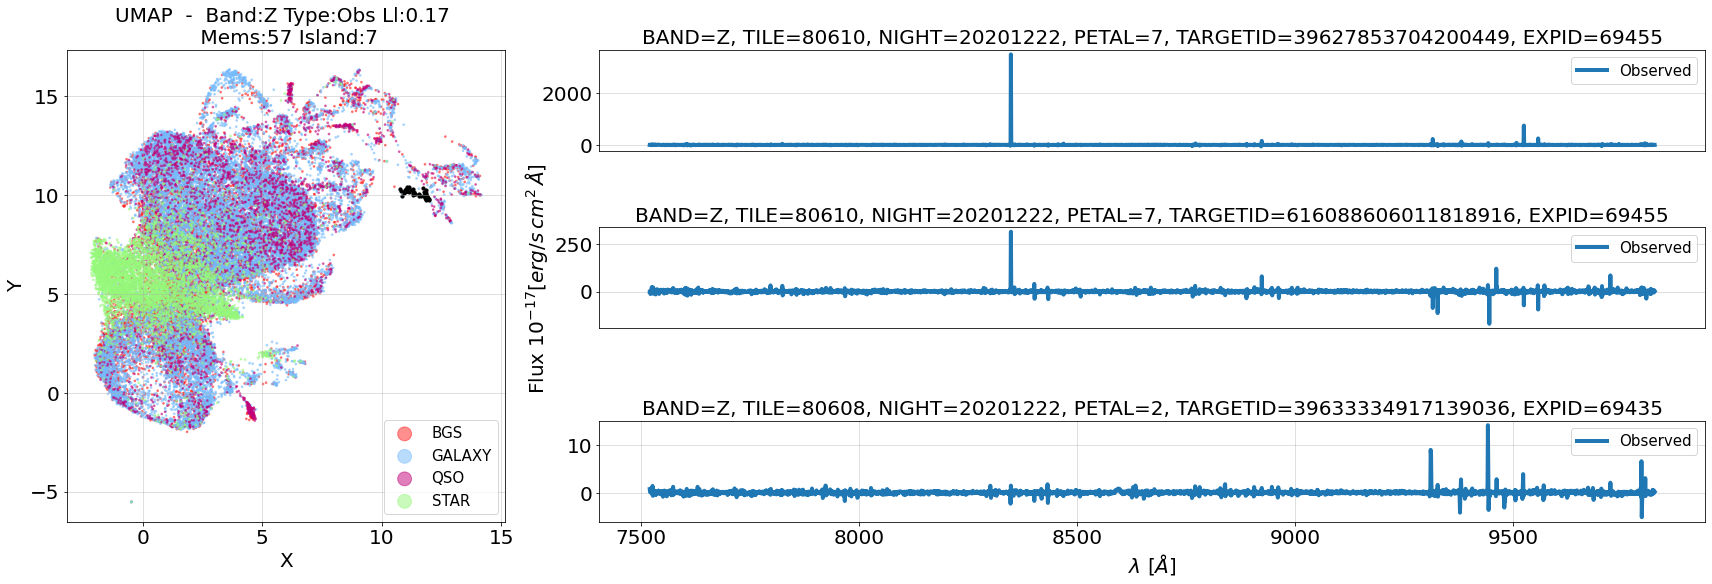 UMAP  -  Band:Z Type:Obs Ll:0.17
Mems:57 Island:7
Y
15
10
5
0
−5
0
5
10
15
X
BGS
GALAXY
QSO
STAR
Flux 10⁻¹⁷[erg/s cm² Å]
BAND=Z, TILE=80610, NIGHT=20201222, PETAL=7, TARGETID=39627853704200449, EXPID=69455
2000
0
Observed
BAND=Z, TILE=80610, NIGHT=20201222, PETAL=7, TARGETID=616088606011818916, EXPID=69455
250
0
Observed
BAND=Z, TILE=80608, NIGHT=20201222, PETAL=2, TARGETID=39633334917139036, EXPID=69435
10
0
Observed
7500
8000
8500
9000
9500
λ [Å]